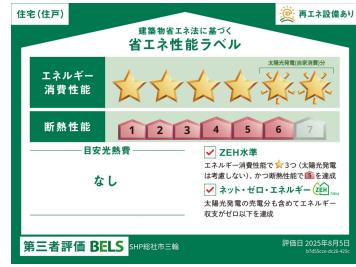 住宅(住戸)
再エネ設備あり
建築物省エネ法に基づく
省エネ性能ラベル
太陽光発電(自家消費)分
エネルギー
消費性能
断熱性能
1 2 3 4 5 6 7
目安光熱費
なし
ZEH水準
エネルギー消費性能で★3つ(太陽光発電
は考慮しない)、かつ断熱性能で5を達成
ネット・ゼロ・エネルギー
太陽光発電の売電分も含めてエネルギー
収支がゼロ以下を達成
第三者評価 BELS
SHP総社市三輪
評価日 2025年8月5日